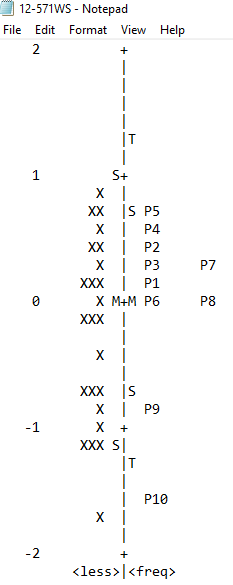 12-571WS - Notepad
File Edit Format View Help
2 +
|
|
|
|
|T
|
1 S+
X |
XX |S P5
X | P4
XX | P2
X | P3 P7
XXX | P1
0 X M+M P6 P8
XXX |
|
X |
|
XXX |S
X | P9
-1 X +
XXX S|
|T
|
| P10
X |
|
-2 +
<less>|<freq>